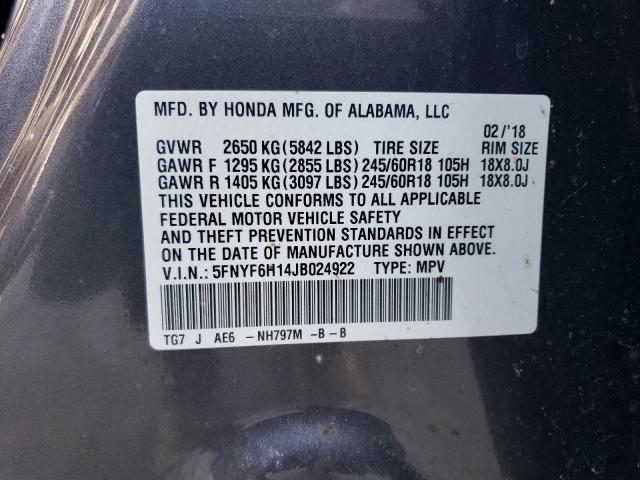 MFD. BY HONDA MFG. OF ALABAMA, LLC
02 /'18
GVWR 2650 KG (5842 LBS) TIRE SIZE RIM SIZE
GAWR F 1295 KG (2855 LBS) 245/60R18 105H 18X8.0J
GAWR R 1405 KG (3097 LBS) 245/60R18 105H 18X8.0J
THIS VEHICLE CONFORMS TO ALL APPLICABLE
FEDERAL MOTOR VEHICLE SAFETY
AND THEFT PREVENTION STANDARDS IN EFFECT
ON THE DATE OF MANUFACTURE SHOWN ABOVE.
V.I.N.: 5FNYF6H14JB024922 TYPE: MPV
TG7 J AE6 -NH797M -B-B